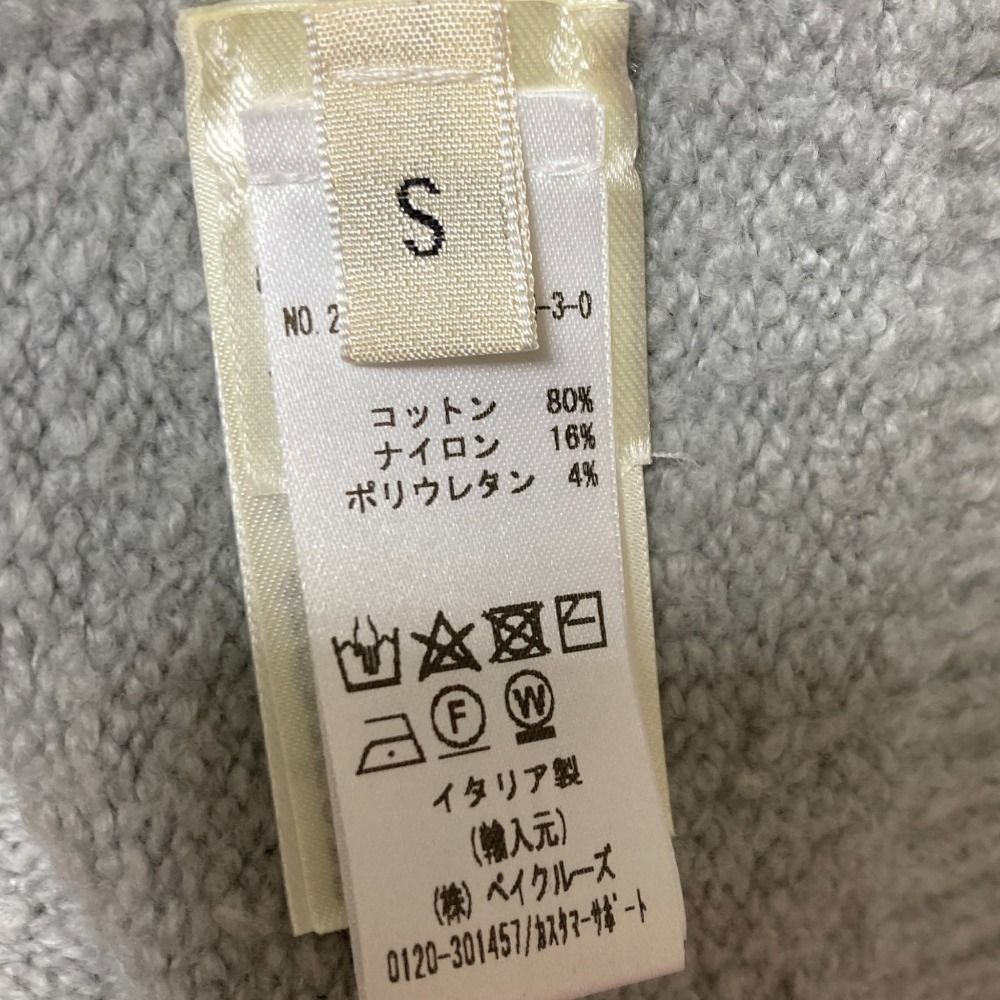 S
NO. 2 -3-0
コットン 80%
ナイロン 16%
ポリウレタン 4%
F W
イタリア製
(輸入元)
(株) ベイクルーズ
0120-301457/カスタマーサポート